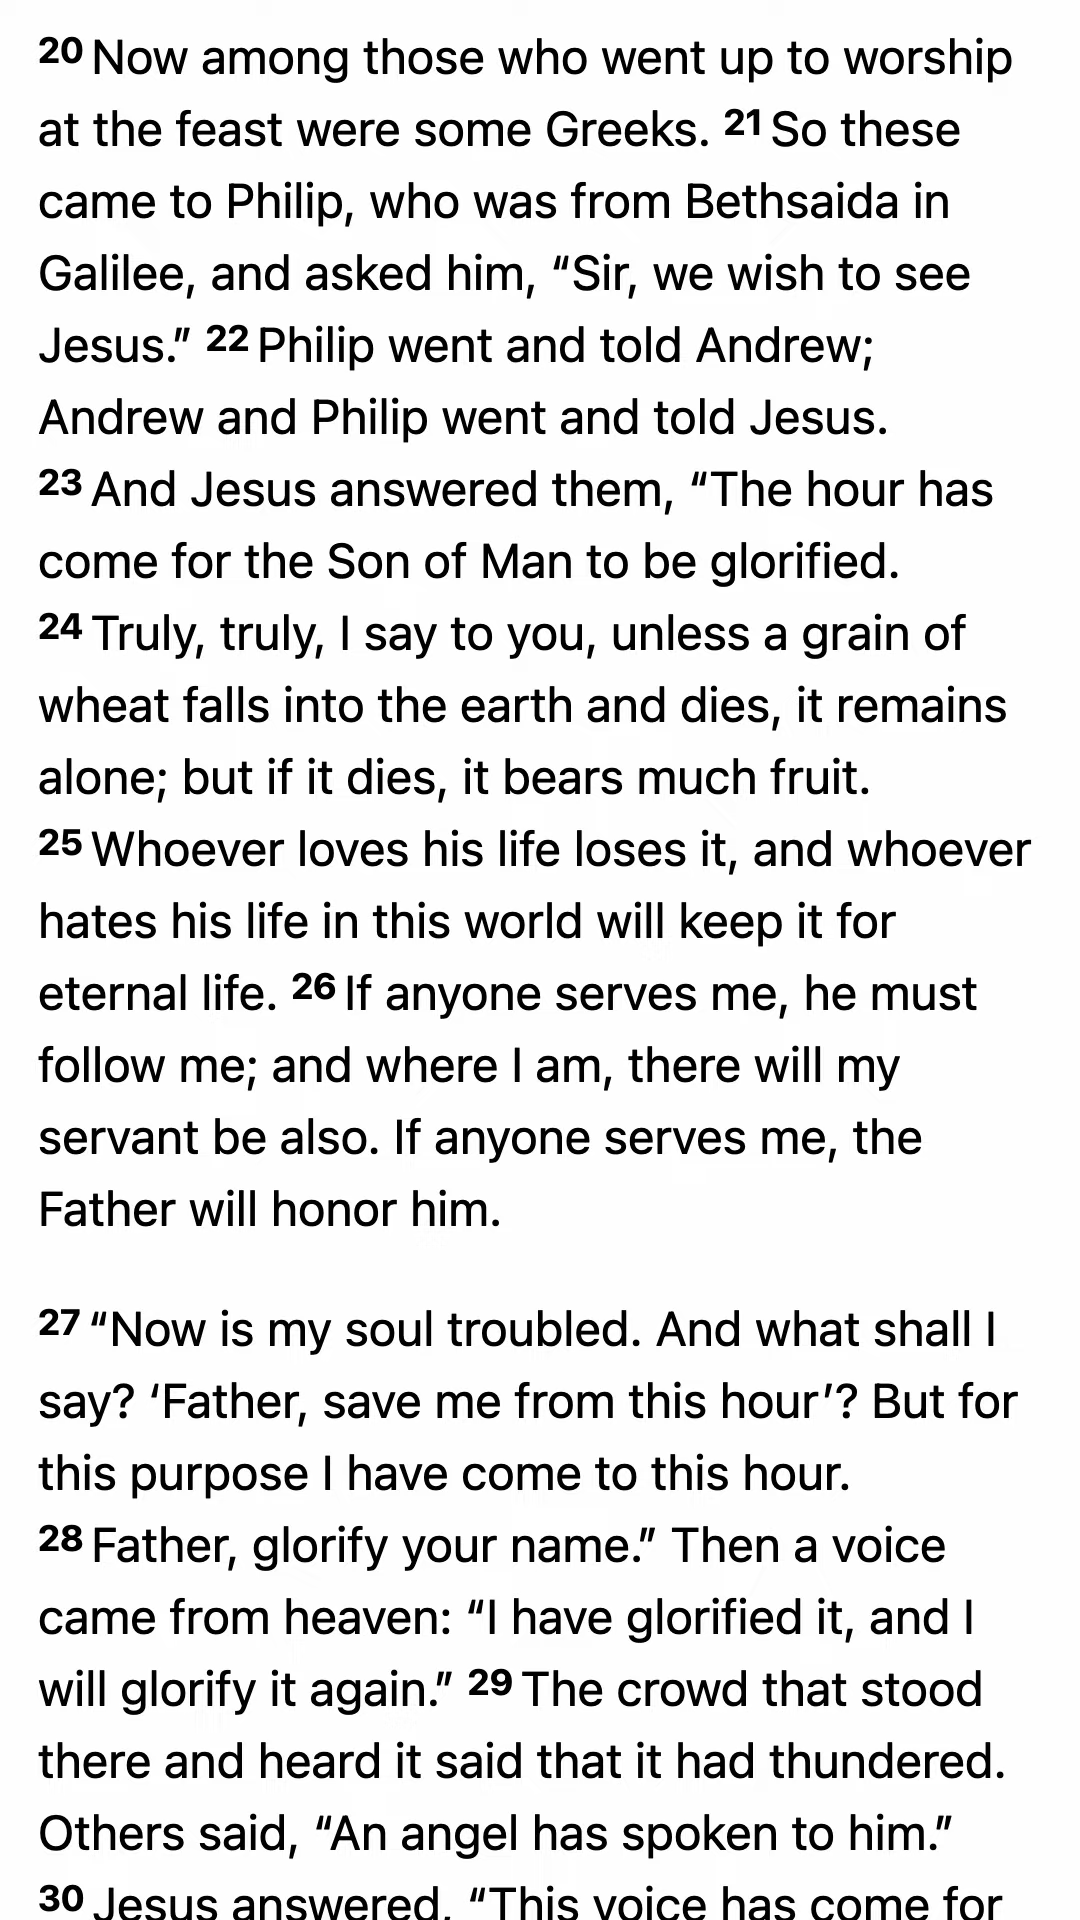 20 Now among those who went up to worship
at the feast were some Greeks. 21 So these
came to Philip, who was from Bethsaida in
Galilee, and asked him, “Sir, we wish to see
Jesus.” 22 Philip went and told Andrew;
Andrew and Philip went and told Jesus.
23 And Jesus answered them, “The hour has
come for the Son of Man to be glorified.
24 Truly, truly, I say to you, unless a grain of
wheat falls into the earth and dies, it remains
alone; but if it dies, it bears much fruit.
25 Whoever loves his life loses it, and whoever
hates his life in this world will keep it for
eternal life. 26 If anyone serves me, he must
follow me; and where I am, there will my
servant be also. If anyone serves me, the
Father will honor him.
27 “Now is my soul troubled. And what shall I
say? ‘Father, save me from this hour’? But for
this purpose I have come to this hour.
28 Father, glorify your name.” Then a voice
came from heaven: “I have glorified it, and I
will glorify it again.” 29 The crowd that stood
there and heard it said that it had thundered.
Others said, “An angel has spoken to him.”
30 Jesus answered, “This voice has come for